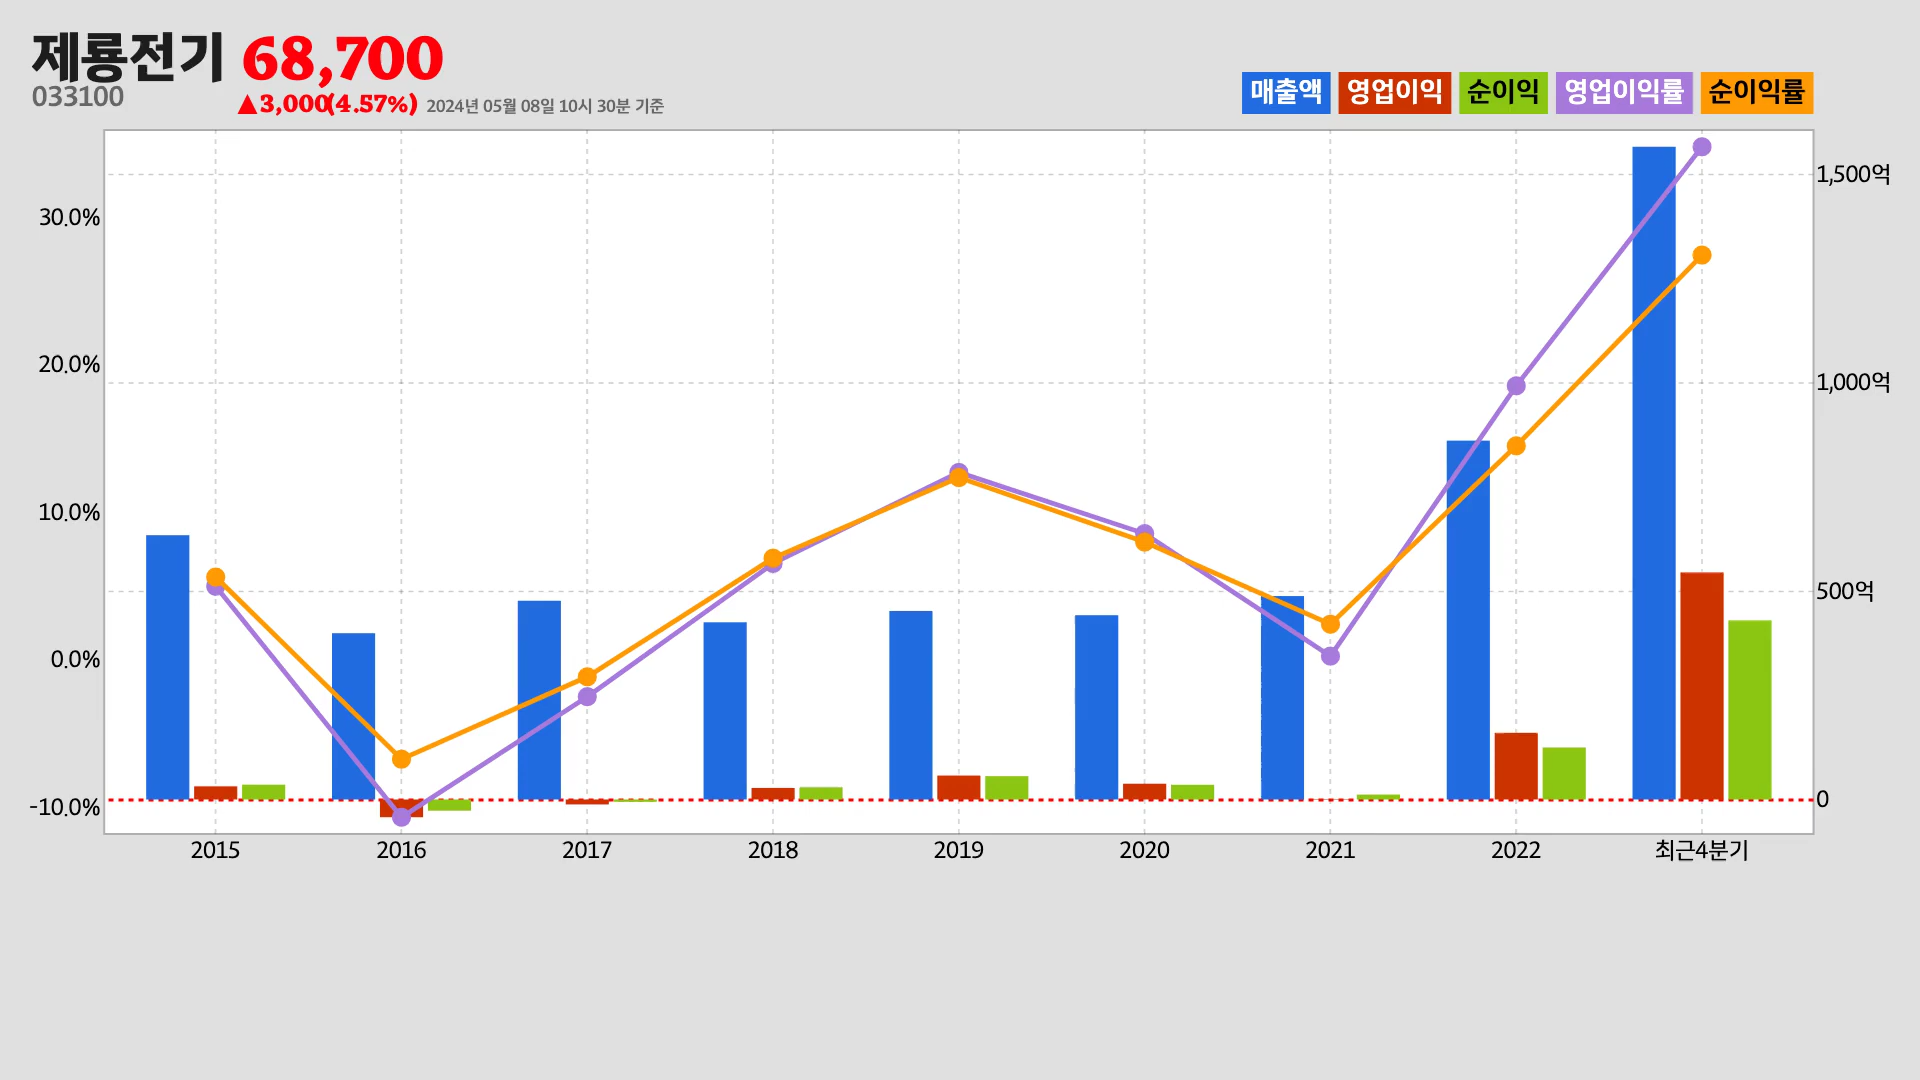 제룡전기 68,700
033100
▲3,000(4.57%) 2024년 05월 08일 10시 30분 기준
매출액 영업이익 순이익 영업이익률 순이익률
30.0%
20.0%
10.0%
0.0%
-10.0%
1,500억
1,000억
500억
0
2015 2016 2017 2018 2019 2020 2021 2022 최근4분기